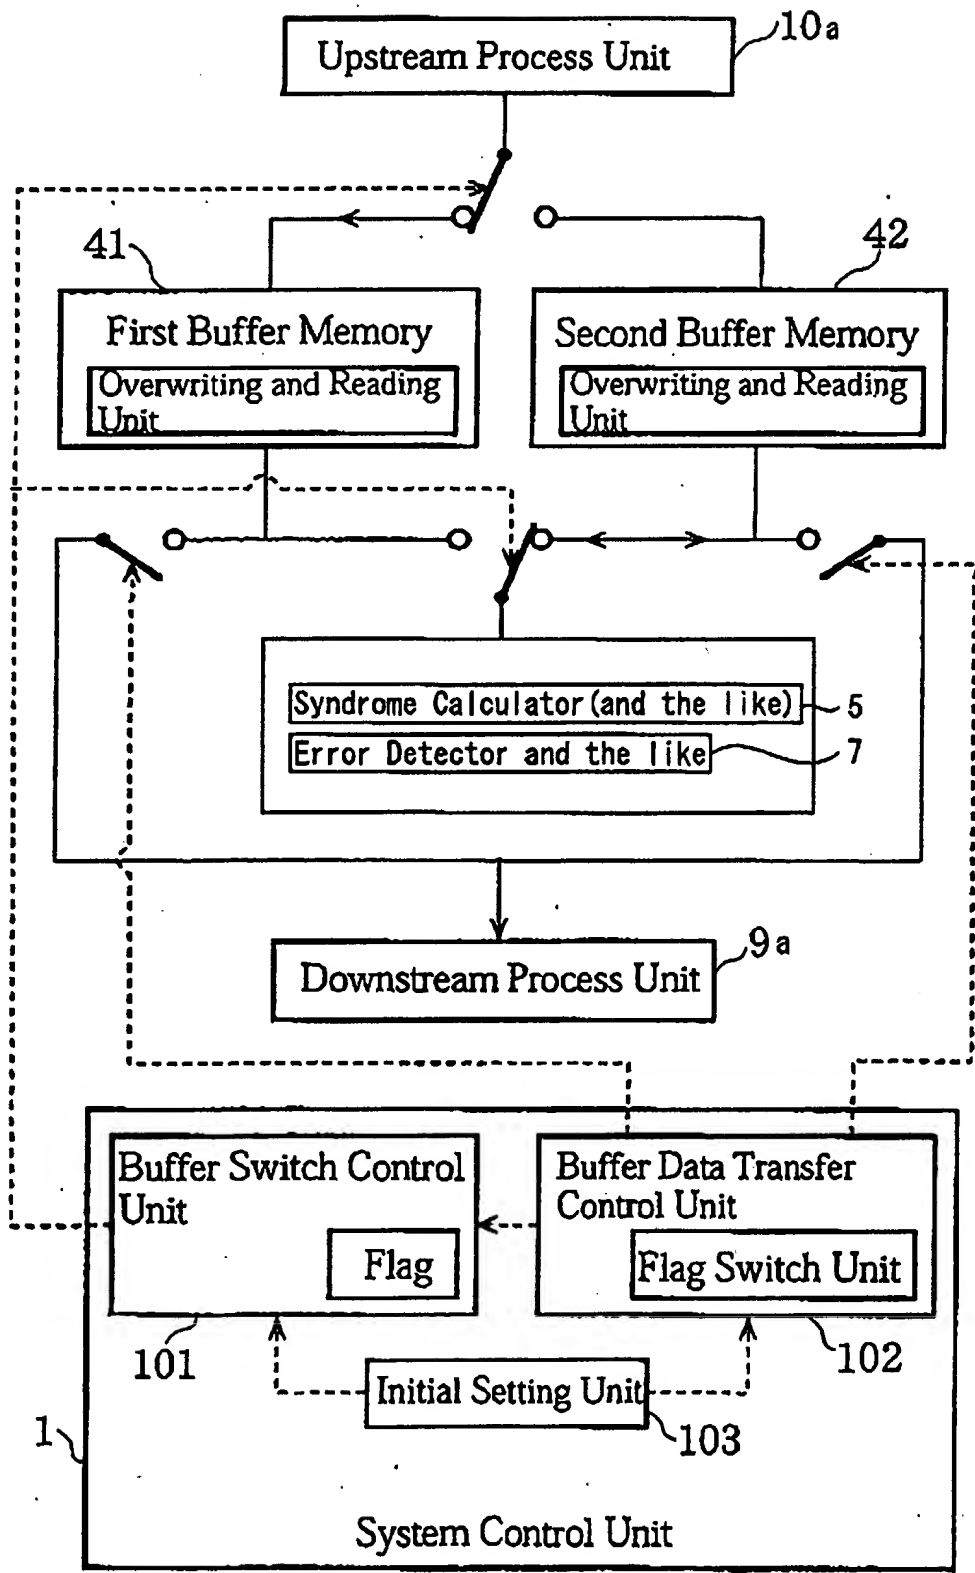 10a
Upstream Process Unit
41
42
First Buffer Memory
Overwriting and Reading
Unit
Second Buffer Memory
Overwriting and Reading
Unit
Syndrome Calculator(and the like)
5
Error Detector and the like
7
9a
Downstream Process Unit
Buffer Switch Control
Unit
Flag
Buffer Data Transfer
Control Unit
Flag Switch Unit
101
102
Initial Setting Unit
103
1
System Control Unit